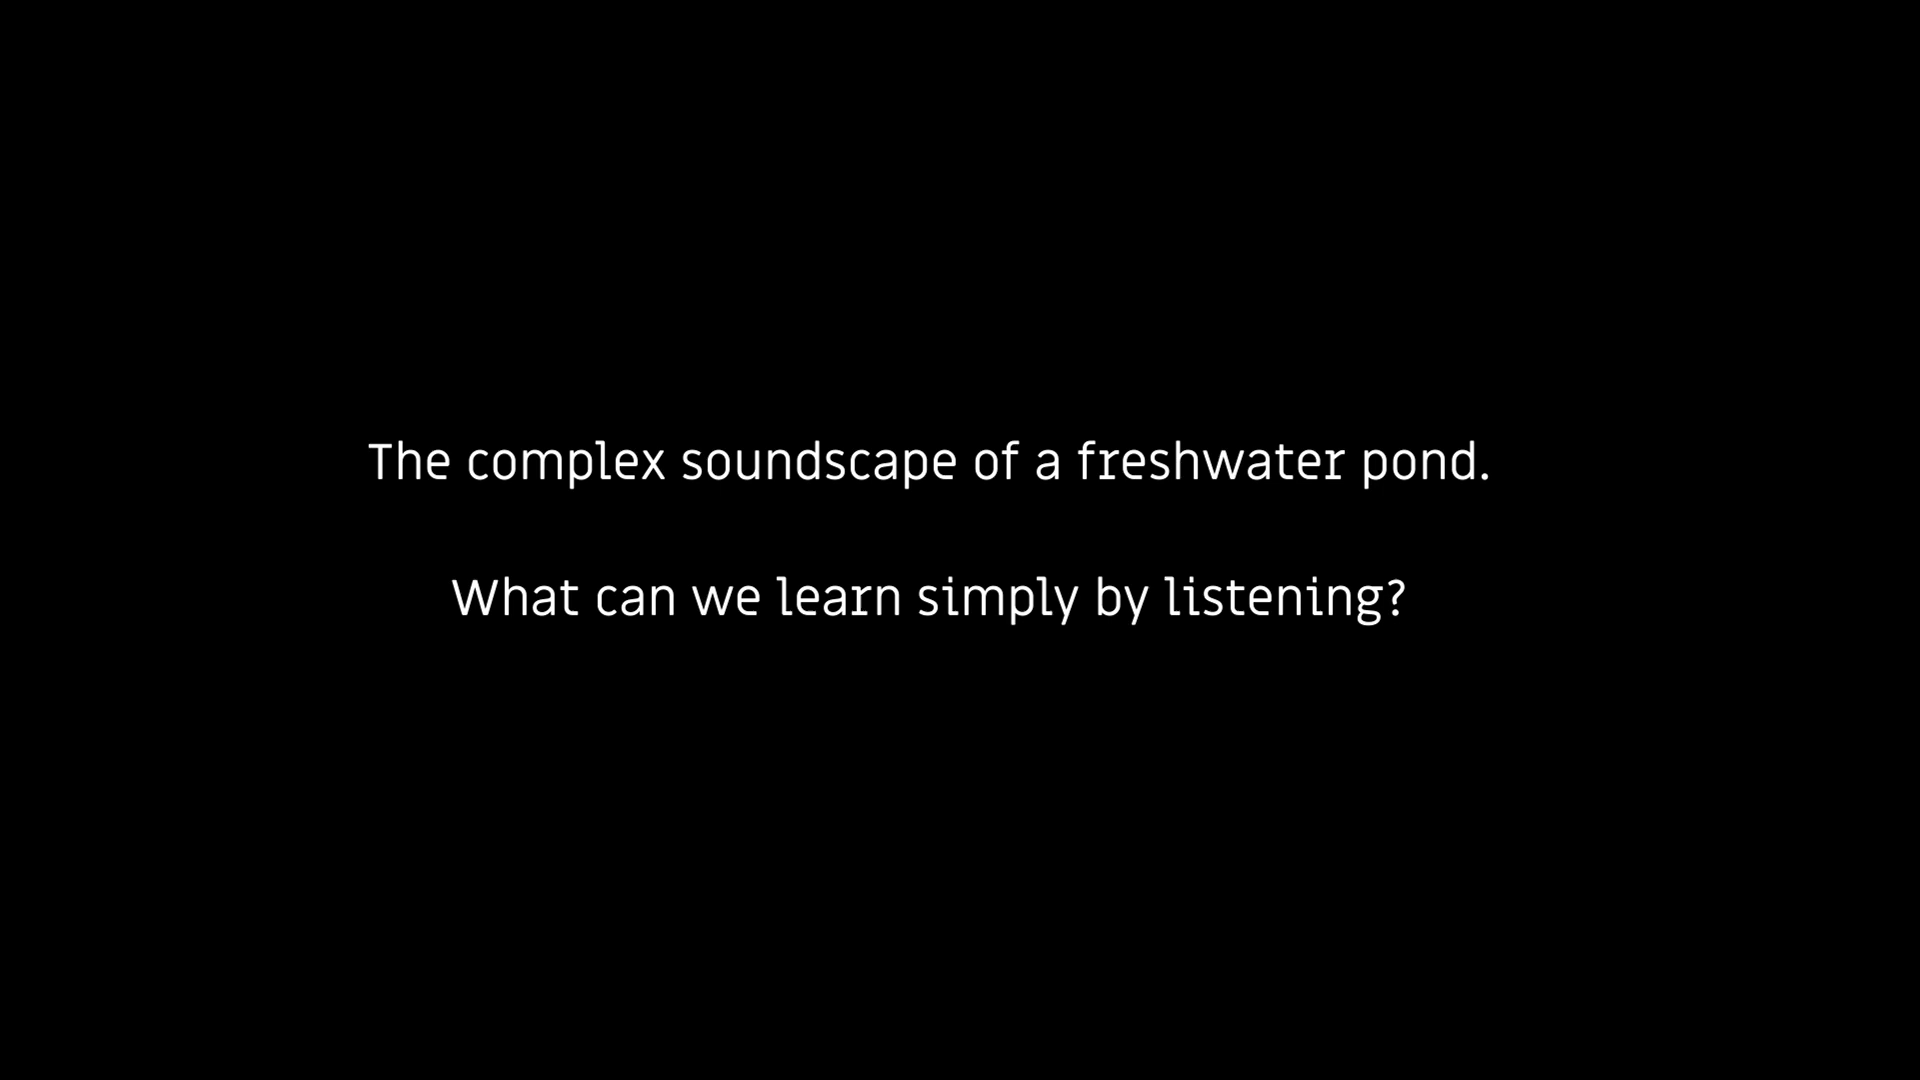 The complex soundscape of a freshwater pond.
What can we learn simply by listening?